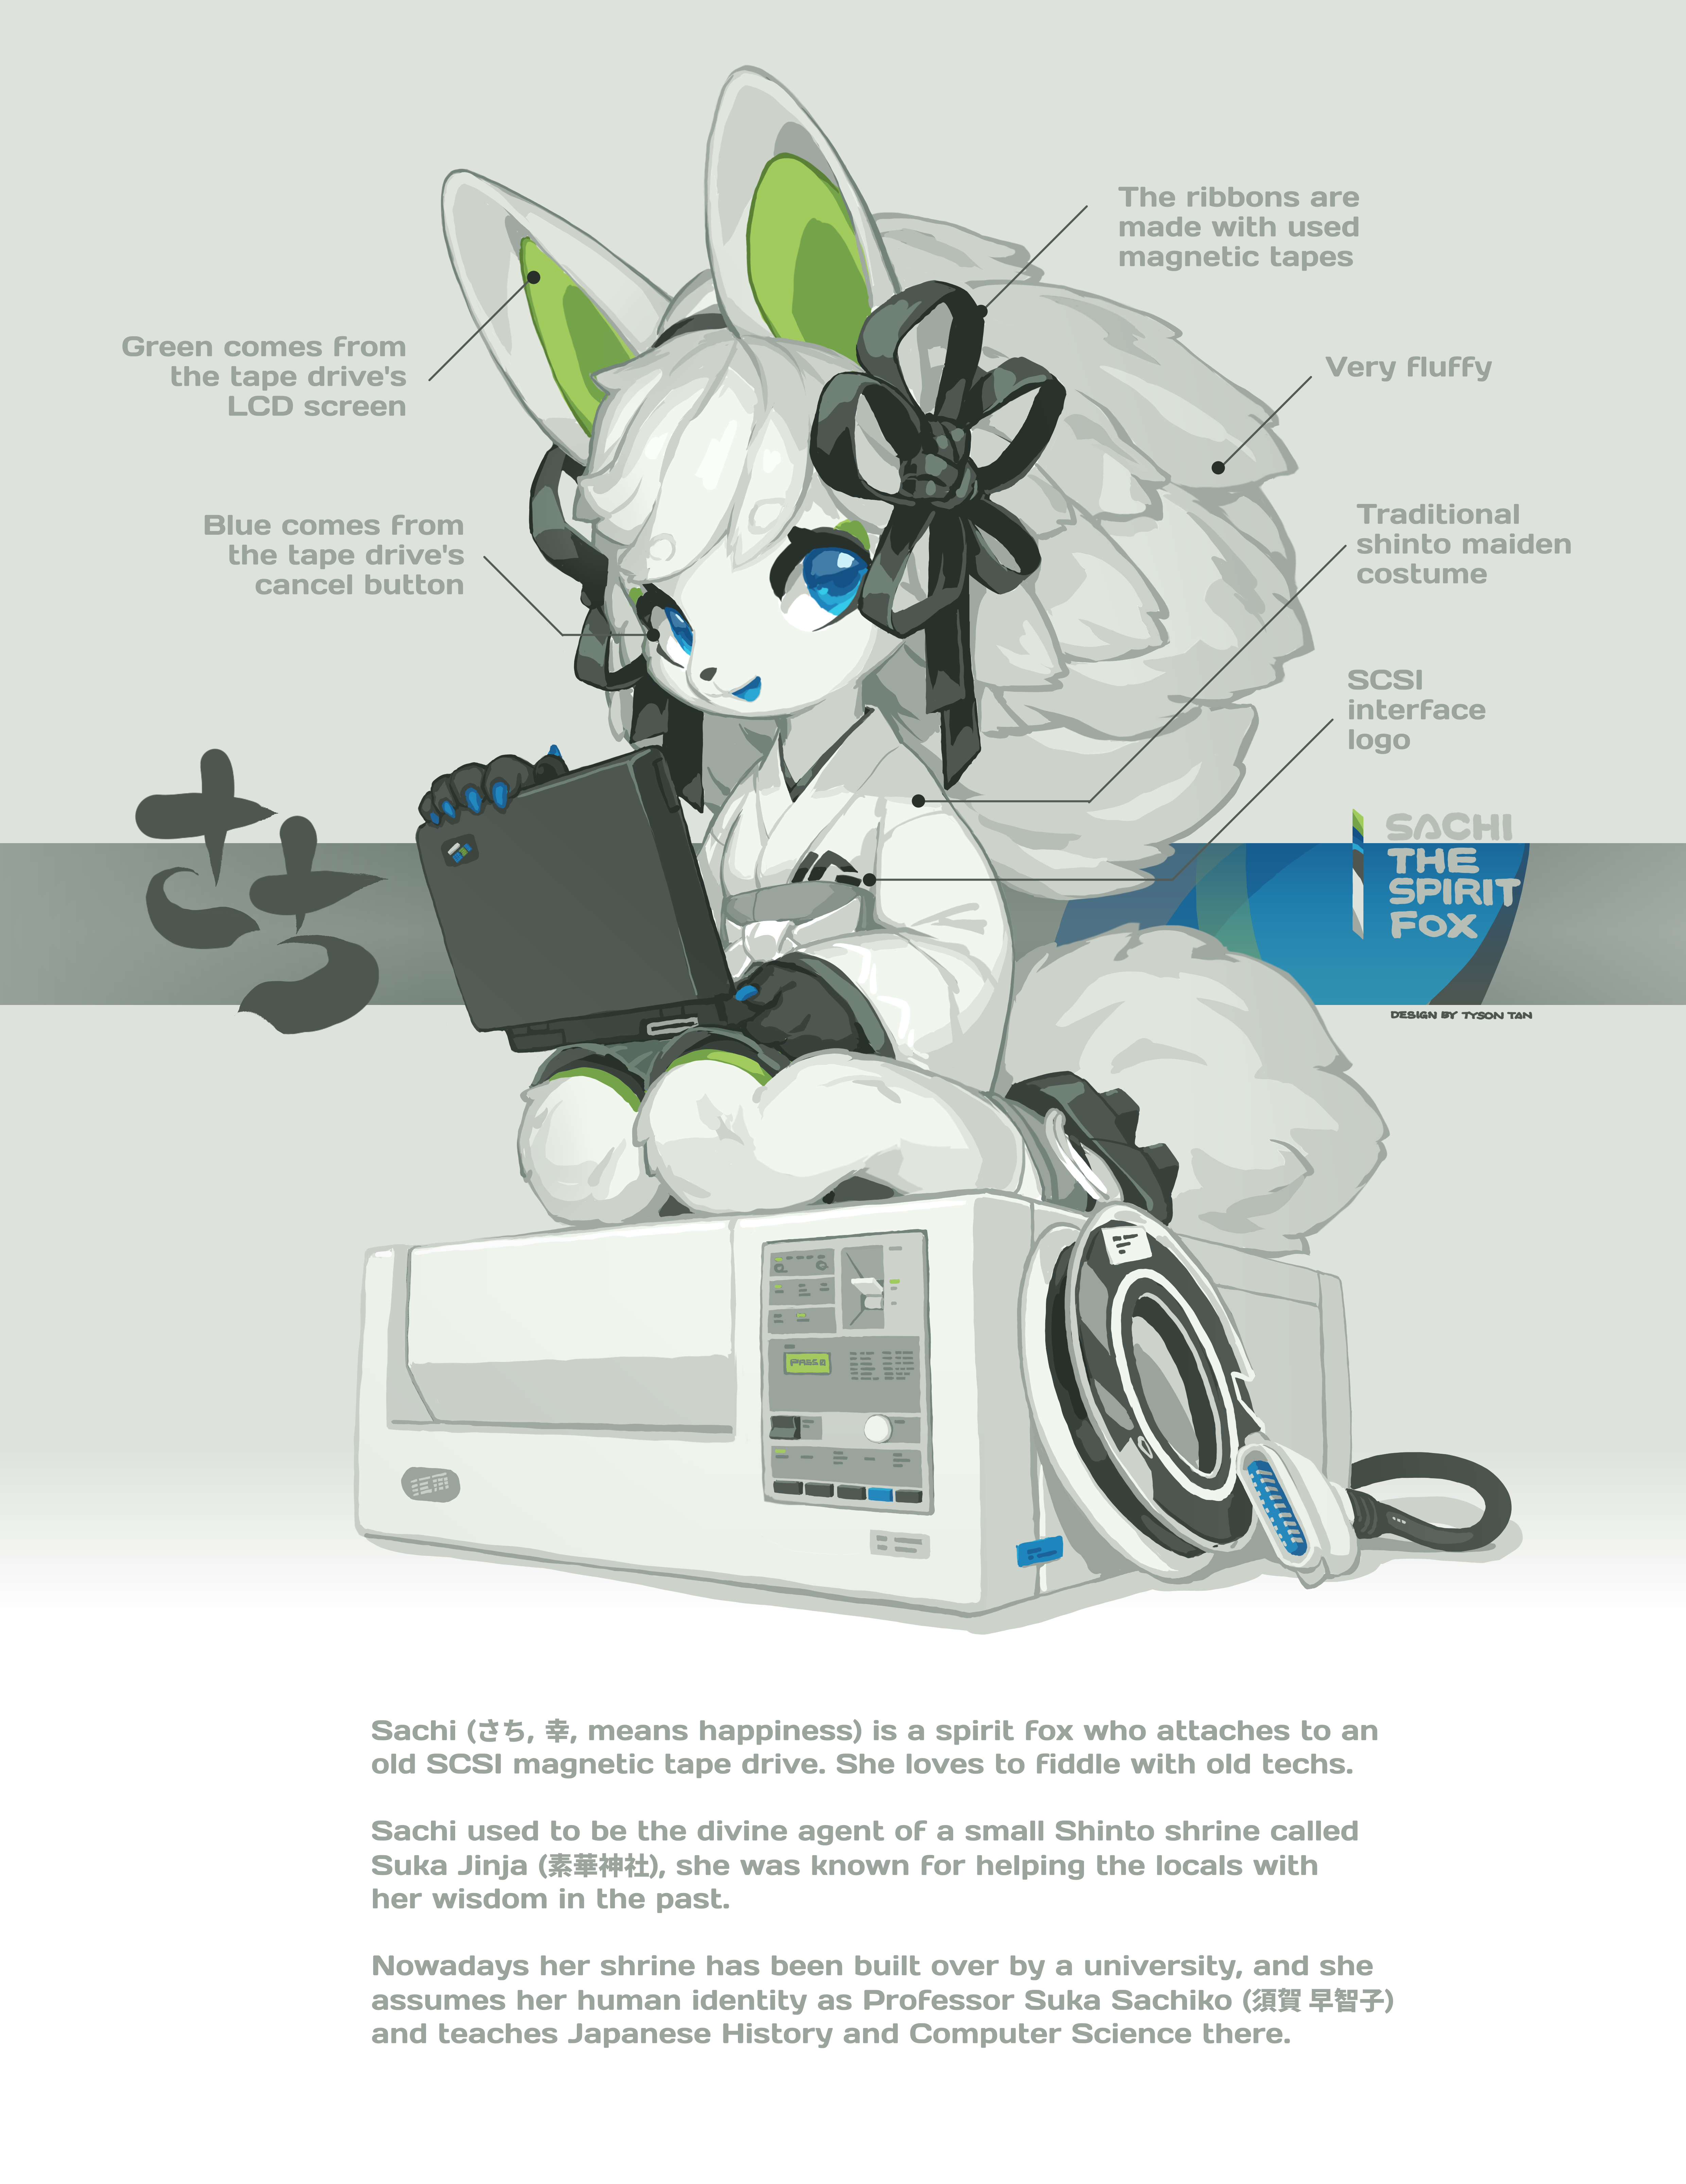 The ribbons are
made with used
magnetic tapes
Green comes from
the tape drive's
LCD screen
Very fluffy
Blue comes from
the tape drive's
cancel button
Traditional
shinto maiden
costume
SCSI
interface
logo
さち
SACHI
THE
SPIRIT
FOX
DESIGN BY TYSON TAN
Sachi (さち, 幸, means happiness) is a spirit fox who attaches to an
old SCSI magnetic tape drive. She loves to fiddle with old techs.
Sachi used to be the divine agent of a small Shinto shrine called
Suka Jinja (素華神社), she was known for helping the locals with
her wisdom in the past.
Nowadays her shrine has been built over by a university, and she
assumes her human identity as Professor Suka Sachiko (須賀 早智子)
and teaches Japanese History and Computer Science there.